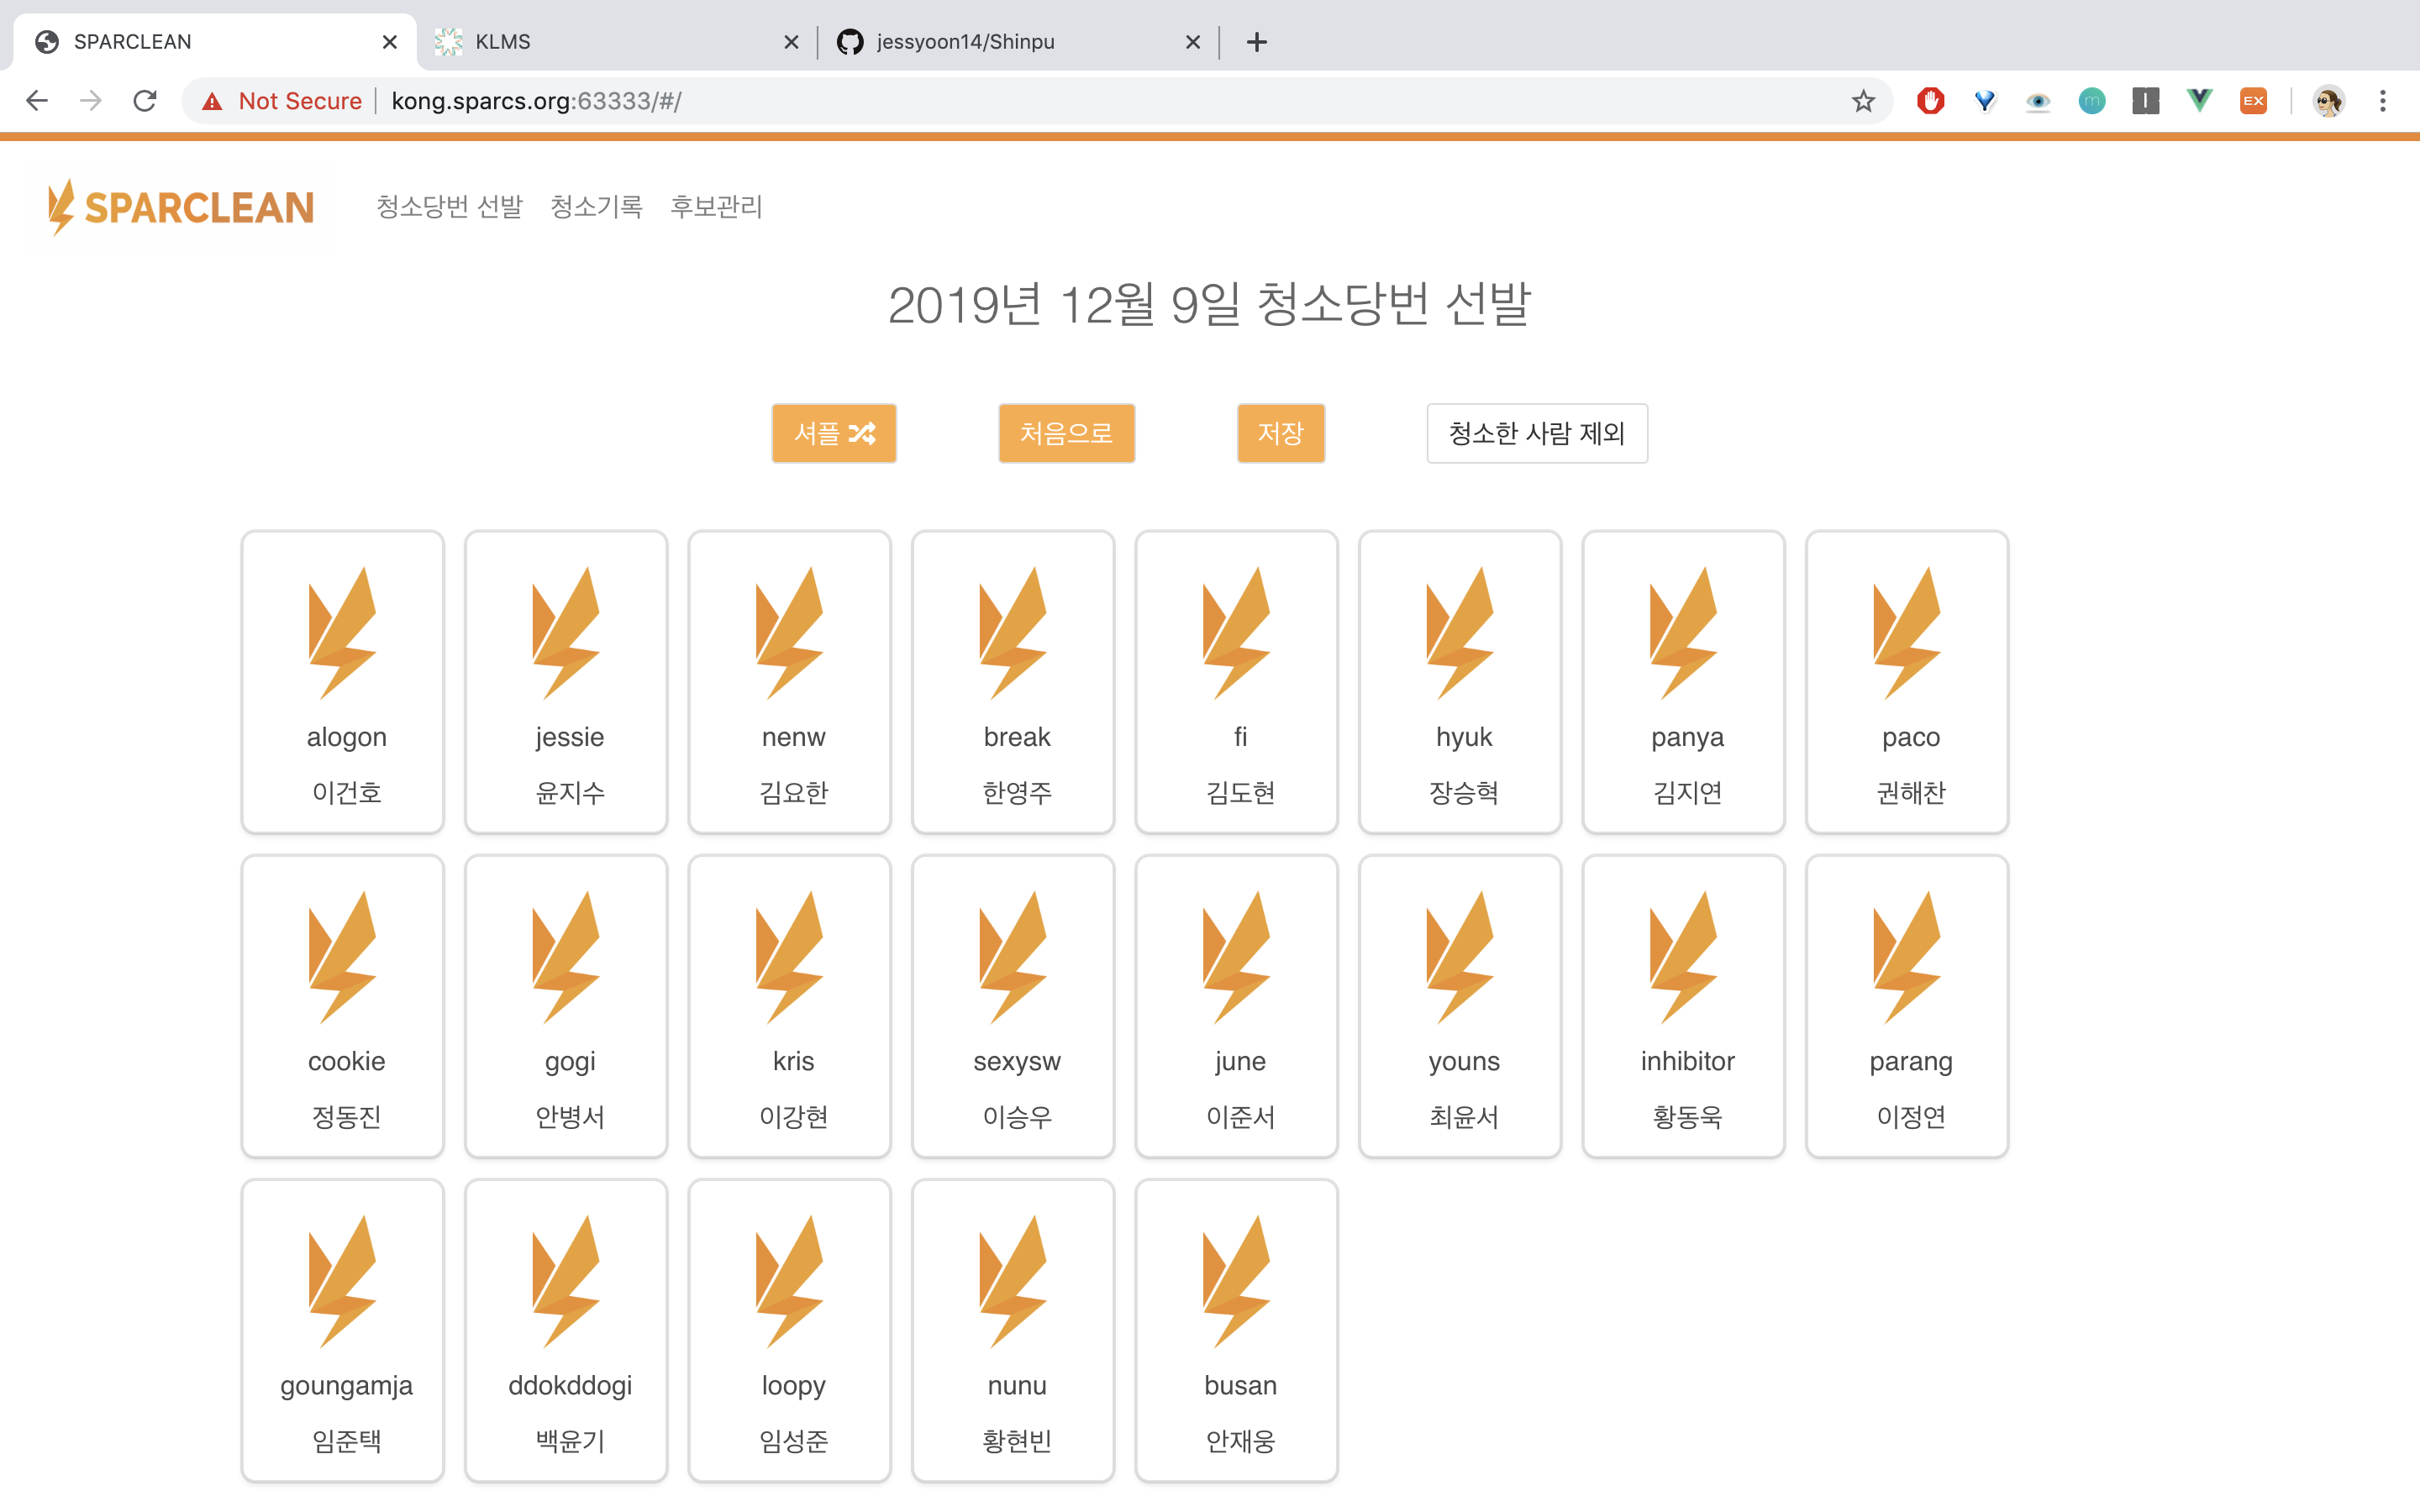 SPARCLEAN
KLMS
jessyoon14/Shinpu
Not Secure
kong.sparcs.org:63333/#/
m
I
EX
SPARCLEAN
청소당번 선발
청소기록
후보관리
2019년 12월 9일 청소당번 선발
셔플
처음으로
저장
청소한 사람 제외
alogon
이건호
jessie
윤지수
nenw
김요한
break
한영주
fi
김도현
hyuk
장승혁
panya
김지연
paco
권해찬
cookie
정동진
gogi
안병서
kris
이강현
sexysw
이승우
june
이준서
youns
최윤서
inhibitor
황동욱
parang
이정연
goungamja
임준택
ddokddogi
백윤기
loopy
임성준
nunu
황현빈
busan
안재웅